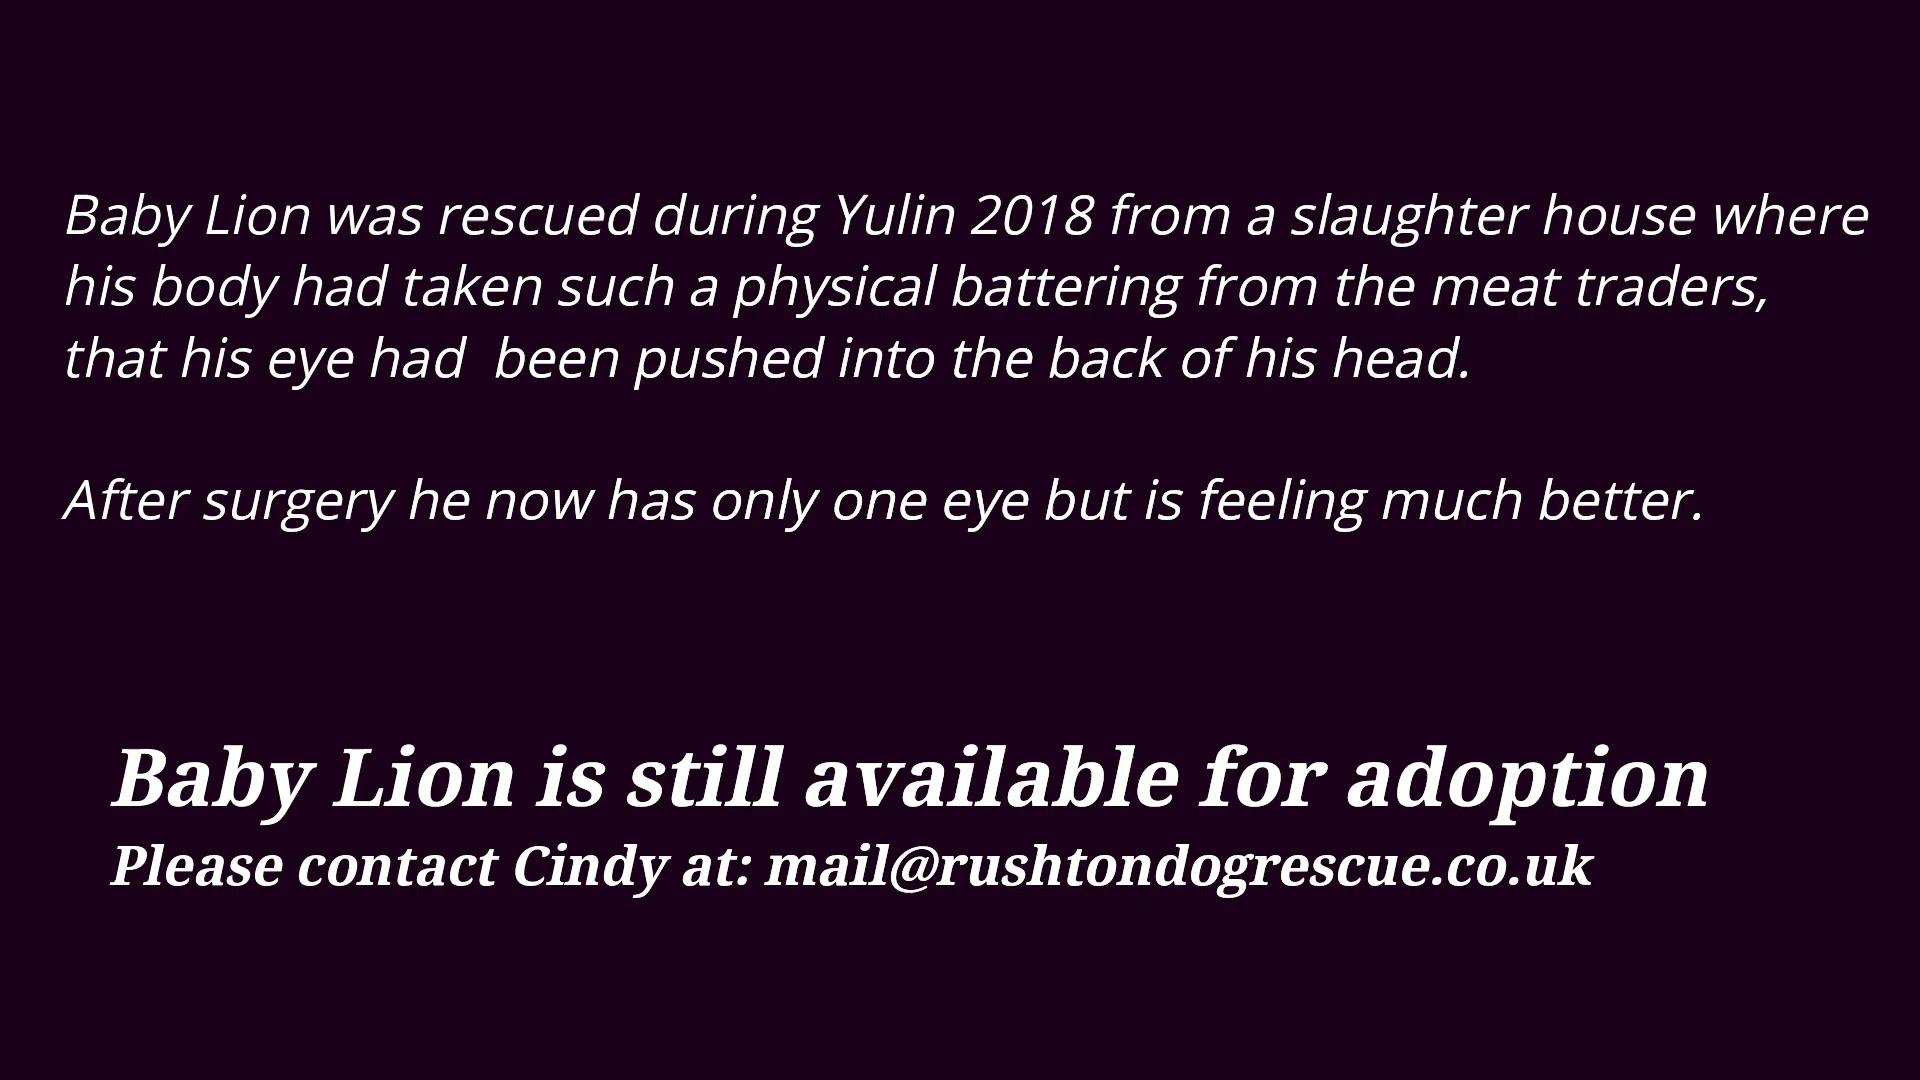 Baby Lion was rescued during Yulin 2018 from a slaughter house where
his body had taken such a physical battering from the meat traders,
that his eye had  been pushed into the back of his head.
After surgery he now has only one eye but is feeling much better.
Baby Lion is still available for adoption
Please contact Cindy at: mail@rushtondogrescue.co.uk